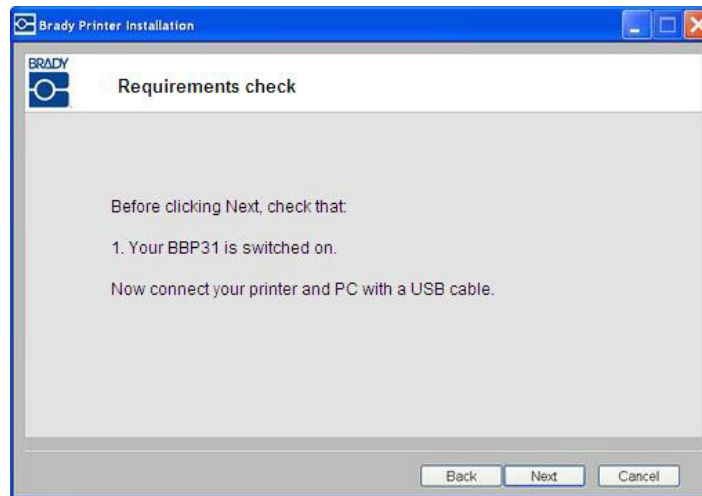 Brady Printer Installation
BRADY
Requirements check
Before clicking Next, check that:
1. Your BBP31 is switched on.
Now connect your printer and PC with a USB cable.
Back Next Cancel